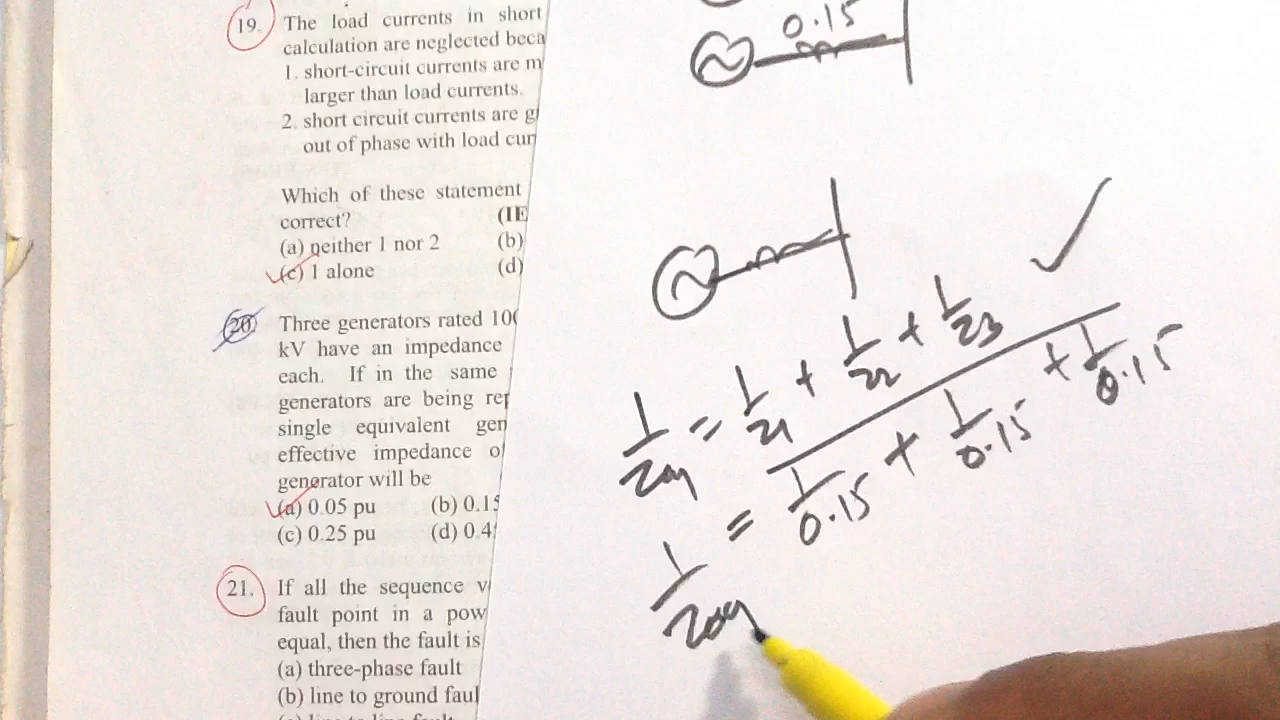 19. The load currents in short
calculation are neglected beca
1. short-circuit currents are m
larger than load currents.
2. short circuit currents are g
out of phase with load cur
Which of these statement
correct? (IE
(a) neither 1 nor 2 (b)
(c) 1 alone (d)
20 Three generators rated 10
kV have an impedance
each. If in the same
generators are being rep
single equivalent gen
effective impedance o
generator will be
(a) 0.05 pu (b) 0.15
(c) 0.25 pu (d) 0.4
21. If all the sequence v
fault point in a pow
equal, then the fault is
(a) three-phase fault
(b) line to ground faul
0.15
1/Zeq = 1/Z1 + 1/Z2 + 1/Z3
= 1/0.15 + 1/0.15 + 1/0.15
1/Zeq